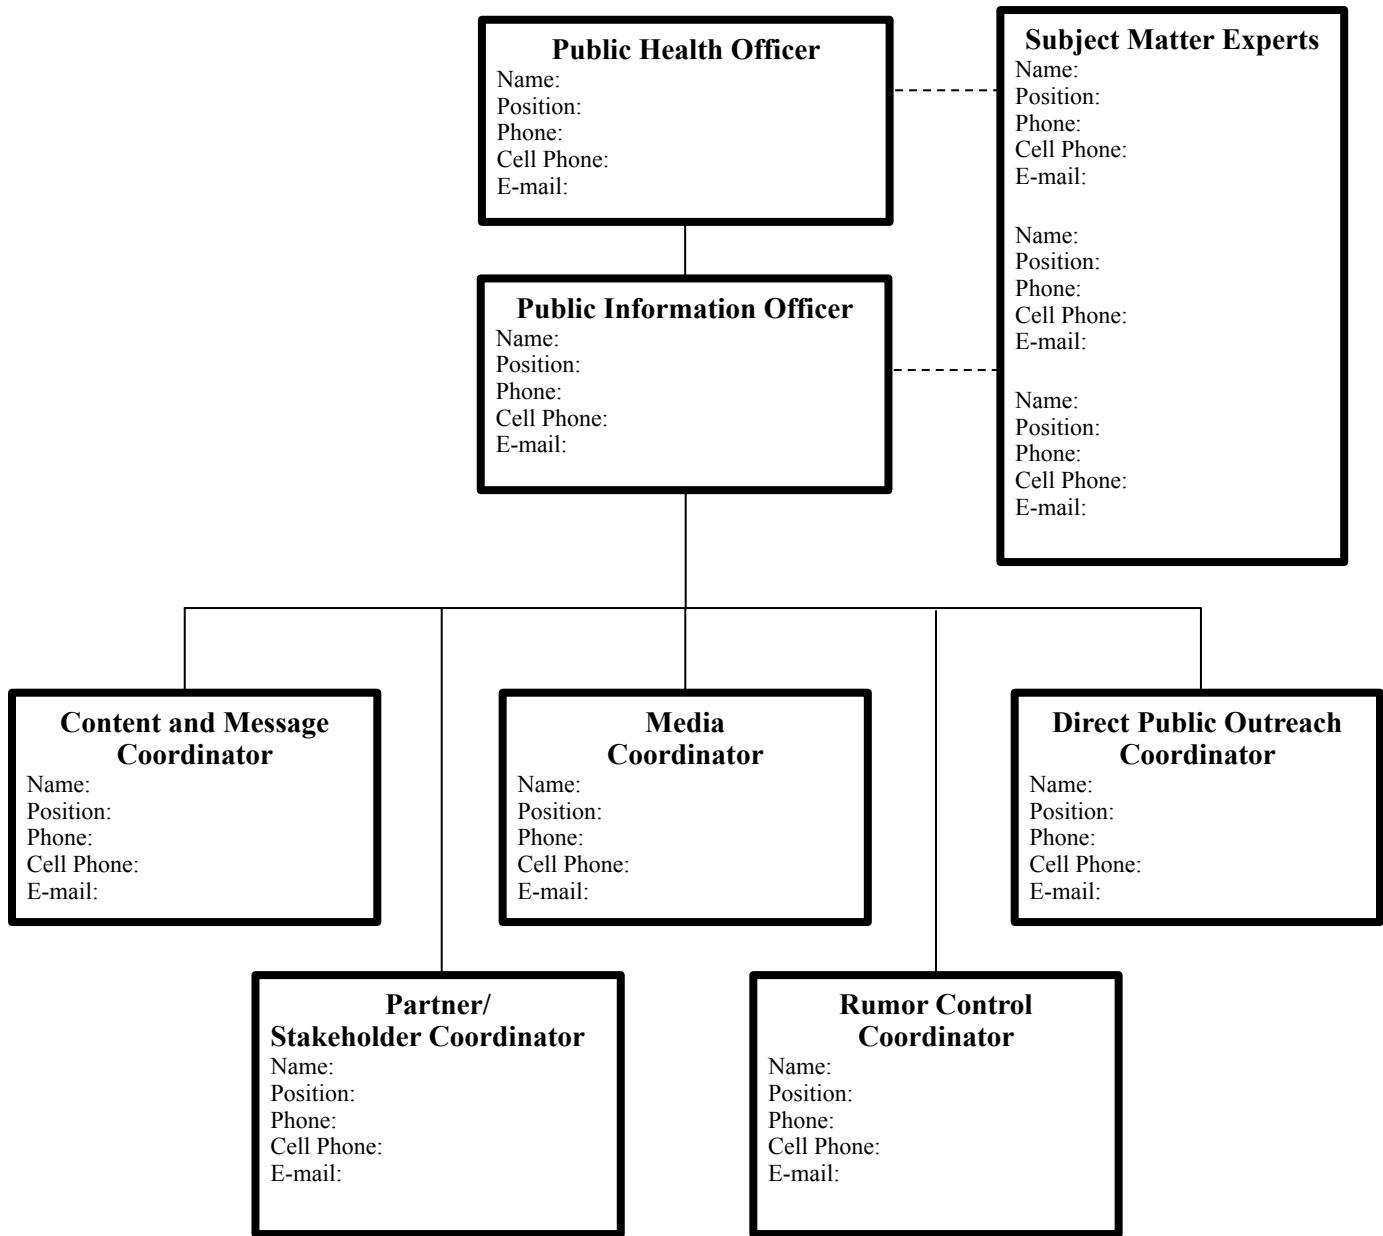 Public Health Officer
Name:
Position:
Phone:
Cell Phone:
E-mail:
Subject Matter Experts
Name:
Position:
Phone:
Cell Phone:
E-mail:
Name:
Position:
Phone:
Cell Phone:
E-mail:
Name:
Position:
Phone:
Cell Phone:
E-mail:
Public Information Officer
Name:
Position:
Phone:
Cell Phone:
E-mail:
Content and Message
Coordinator
Name:
Position:
Phone:
Cell Phone:
E-mail:
Media
Coordinator
Name:
Position:
Phone:
Cell Phone:
E-mail:
Direct Public Outreach
Coordinator
Name:
Position:
Phone:
Cell Phone:
E-mail:
Partner/
Stakeholder Coordinator
Name:
Position:
Phone:
Cell Phone:
E-mail:
Rumor Control
Coordinator
Name:
Position:
Phone:
Cell Phone:
E-mail: